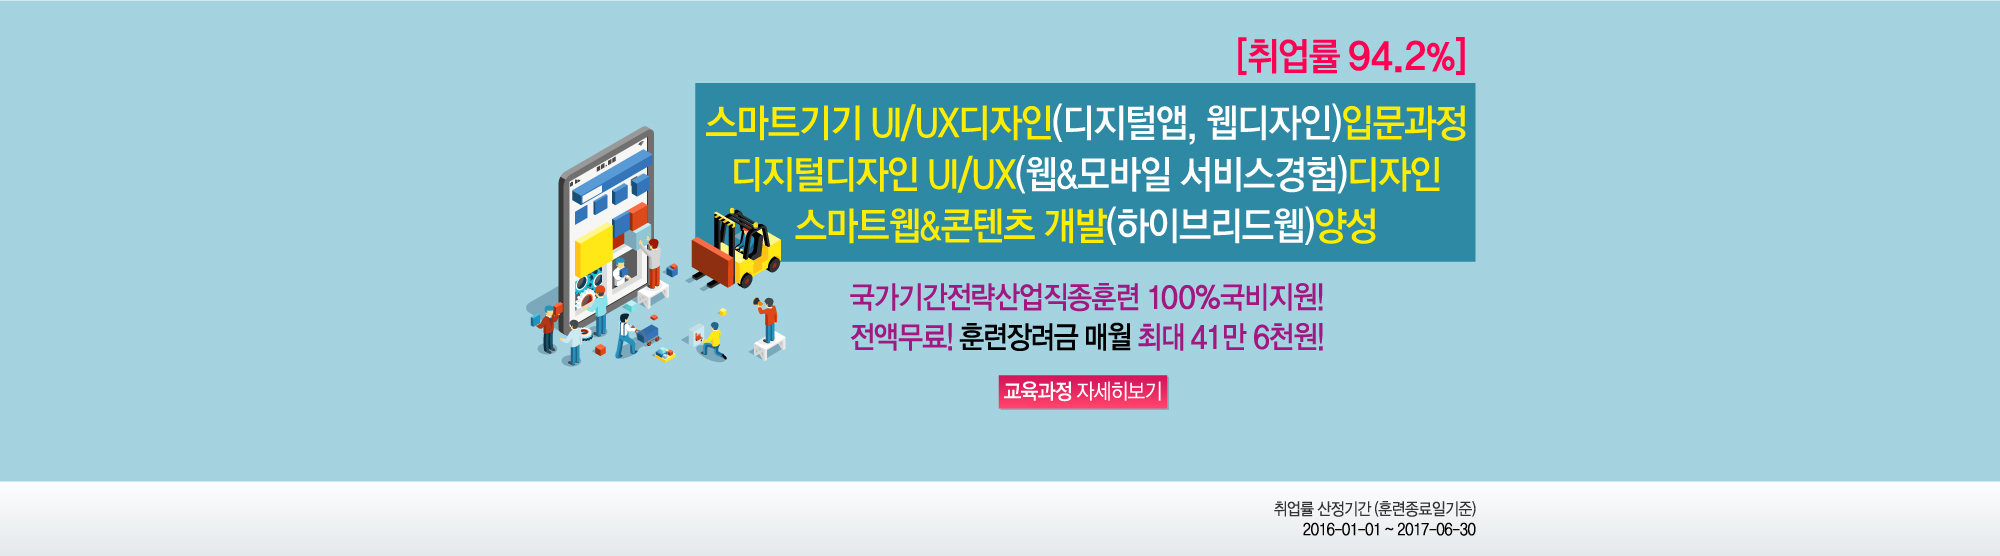 [취업률 94.2%]
스마트기기 UI/UX디자인(디지털앱, 웹디자인)입문과정
디지털디자인 UI/UX(웹&모바일 서비스경험)디자인
스마트웹&콘텐츠 개발(하이브리드웹)양성
국가기간전략산업직종훈련 100%국비지원!
전액무료! 훈련장려금 매월 최대 41만 6천원!
교육과정 자세히보기
취업률 산정기간 (훈련종료일기준)
2016-01-01 ~ 2017-06-30